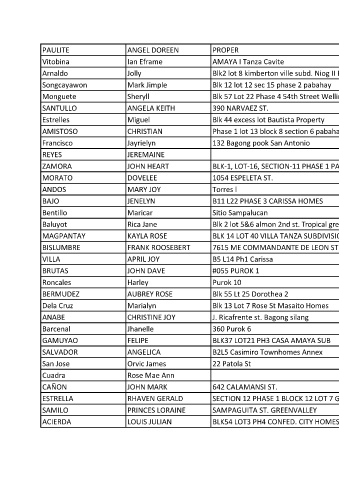 PAULITE ANGEL DOREEN PROPER
Vitobina Ian Eframe AMAYA I Tanza Cavite
Arnaldo Jolly Blk2 lot 8 kimberton ville subd. Niog II
Songcayawon Mark Jimple Blk 12 lot 12 sec 15 phase 2 pabahay
Monguete Sheryll Blk 57 Lot 22 Phase 4 54th Street Welli
SANTULLO ANGELA KEITH 390 NARVAEZ ST.
Estrelles Miguel Blk 44 excess lot Bautista Property
AMISTOSO CHRISTIAN Phase 1 lot 13 block 8 section 6 pabaha
Francisco Jayrielyn 132 Bagong pook San Antonio
REYES JEREMAINE
ZAMORA JOHN HEART BLK-1, LOT-16, SECTION-11 PHASE 1 PA
MORATO DOVELEE 1054 ESPELETA ST.
ANDOS MARY JOY Torres I
BAJO JENELYN B11 L22 PHASE 3 CARISSA HOMES
Bentillo Maricar Sitio Sampalucan
Baluyot Rica Jane Blk 2 lot 5&6 almon 2nd st. Tropical gre
MAGPANTAY KAYLA ROSE BLK 14 LOT 40 VILLA TANZA SUBDIVISIO
BISLUMBRE FRANK ROOSEBERT 7615 ME COMMANDANTE DE LEON ST
VILLA APRIL JOY B5 L14 Ph1 Carissa
BRUTAS JOHN DAVE #055 PUROK 1
Roncales Harley Purok 10
BERMUDEZ AUBREY ROSE Blk 55 Lt 25 Dorothea 2
Dela Cruz Marialyn Blk 13 Lot 7 Rose St Masaito Homes
ANABE CHRISTINE JOY J. Ricafrente st. Bagong silang
Barcenal Jhanelle 360 Purok 6
GAMUYAO FELIPE BLK37 LOT21 PH3 CASA AMAYA SUB
SALVADOR ANGELICA B2L5 Casimiro Townhomes Annex
San Jose Orvic James 22 Patola St
Cuadra Rose Mae Ann
CAÑON JOHN MARK 642 CALAMANSI ST.
ESTRELLA RHAVEN GERALD SECTION 12 PHASE 1 BLOCK 12 LOT 7 G
SAMILO PRINCES LORAINE SAMPAGUITA ST. GREENVALLEY
ACIERDA LOUIS JULIAN BLK54 LOT3 PH4 CONFED. CITY HOMES